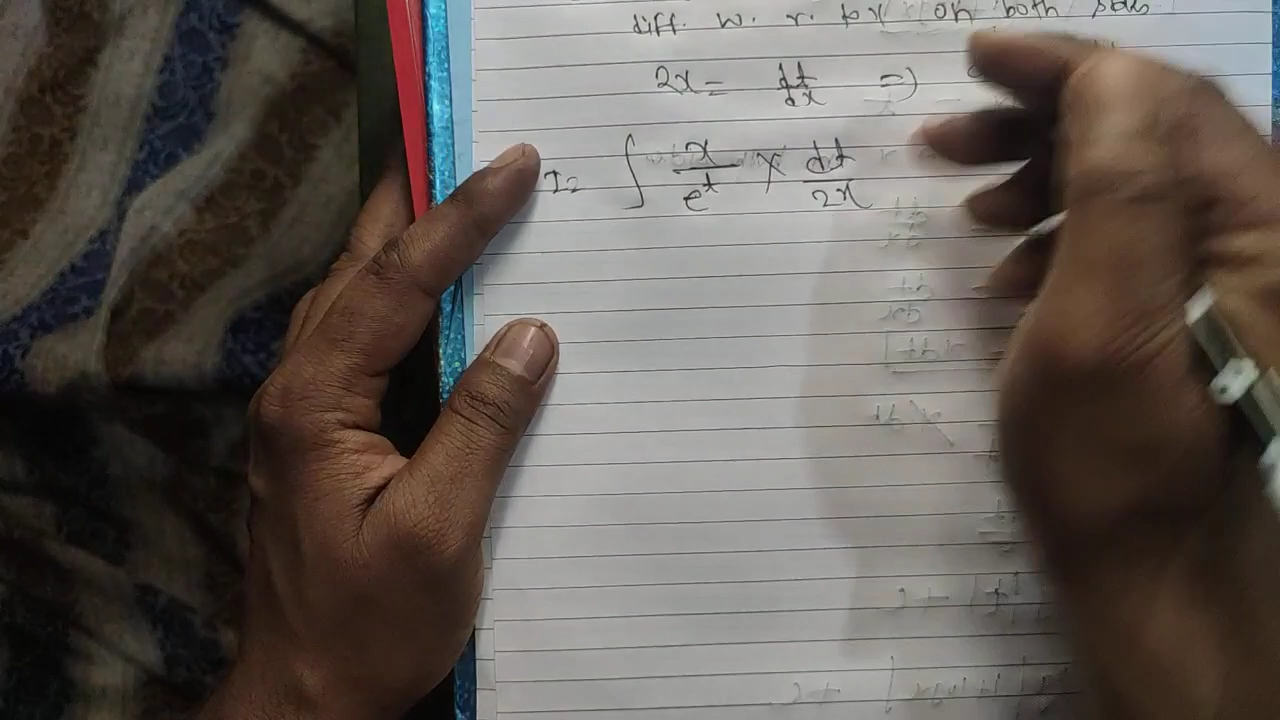 diff. w. r. to x on both sides
2x = dt/dx =>
I = ∫ x/e^t × dt/2x